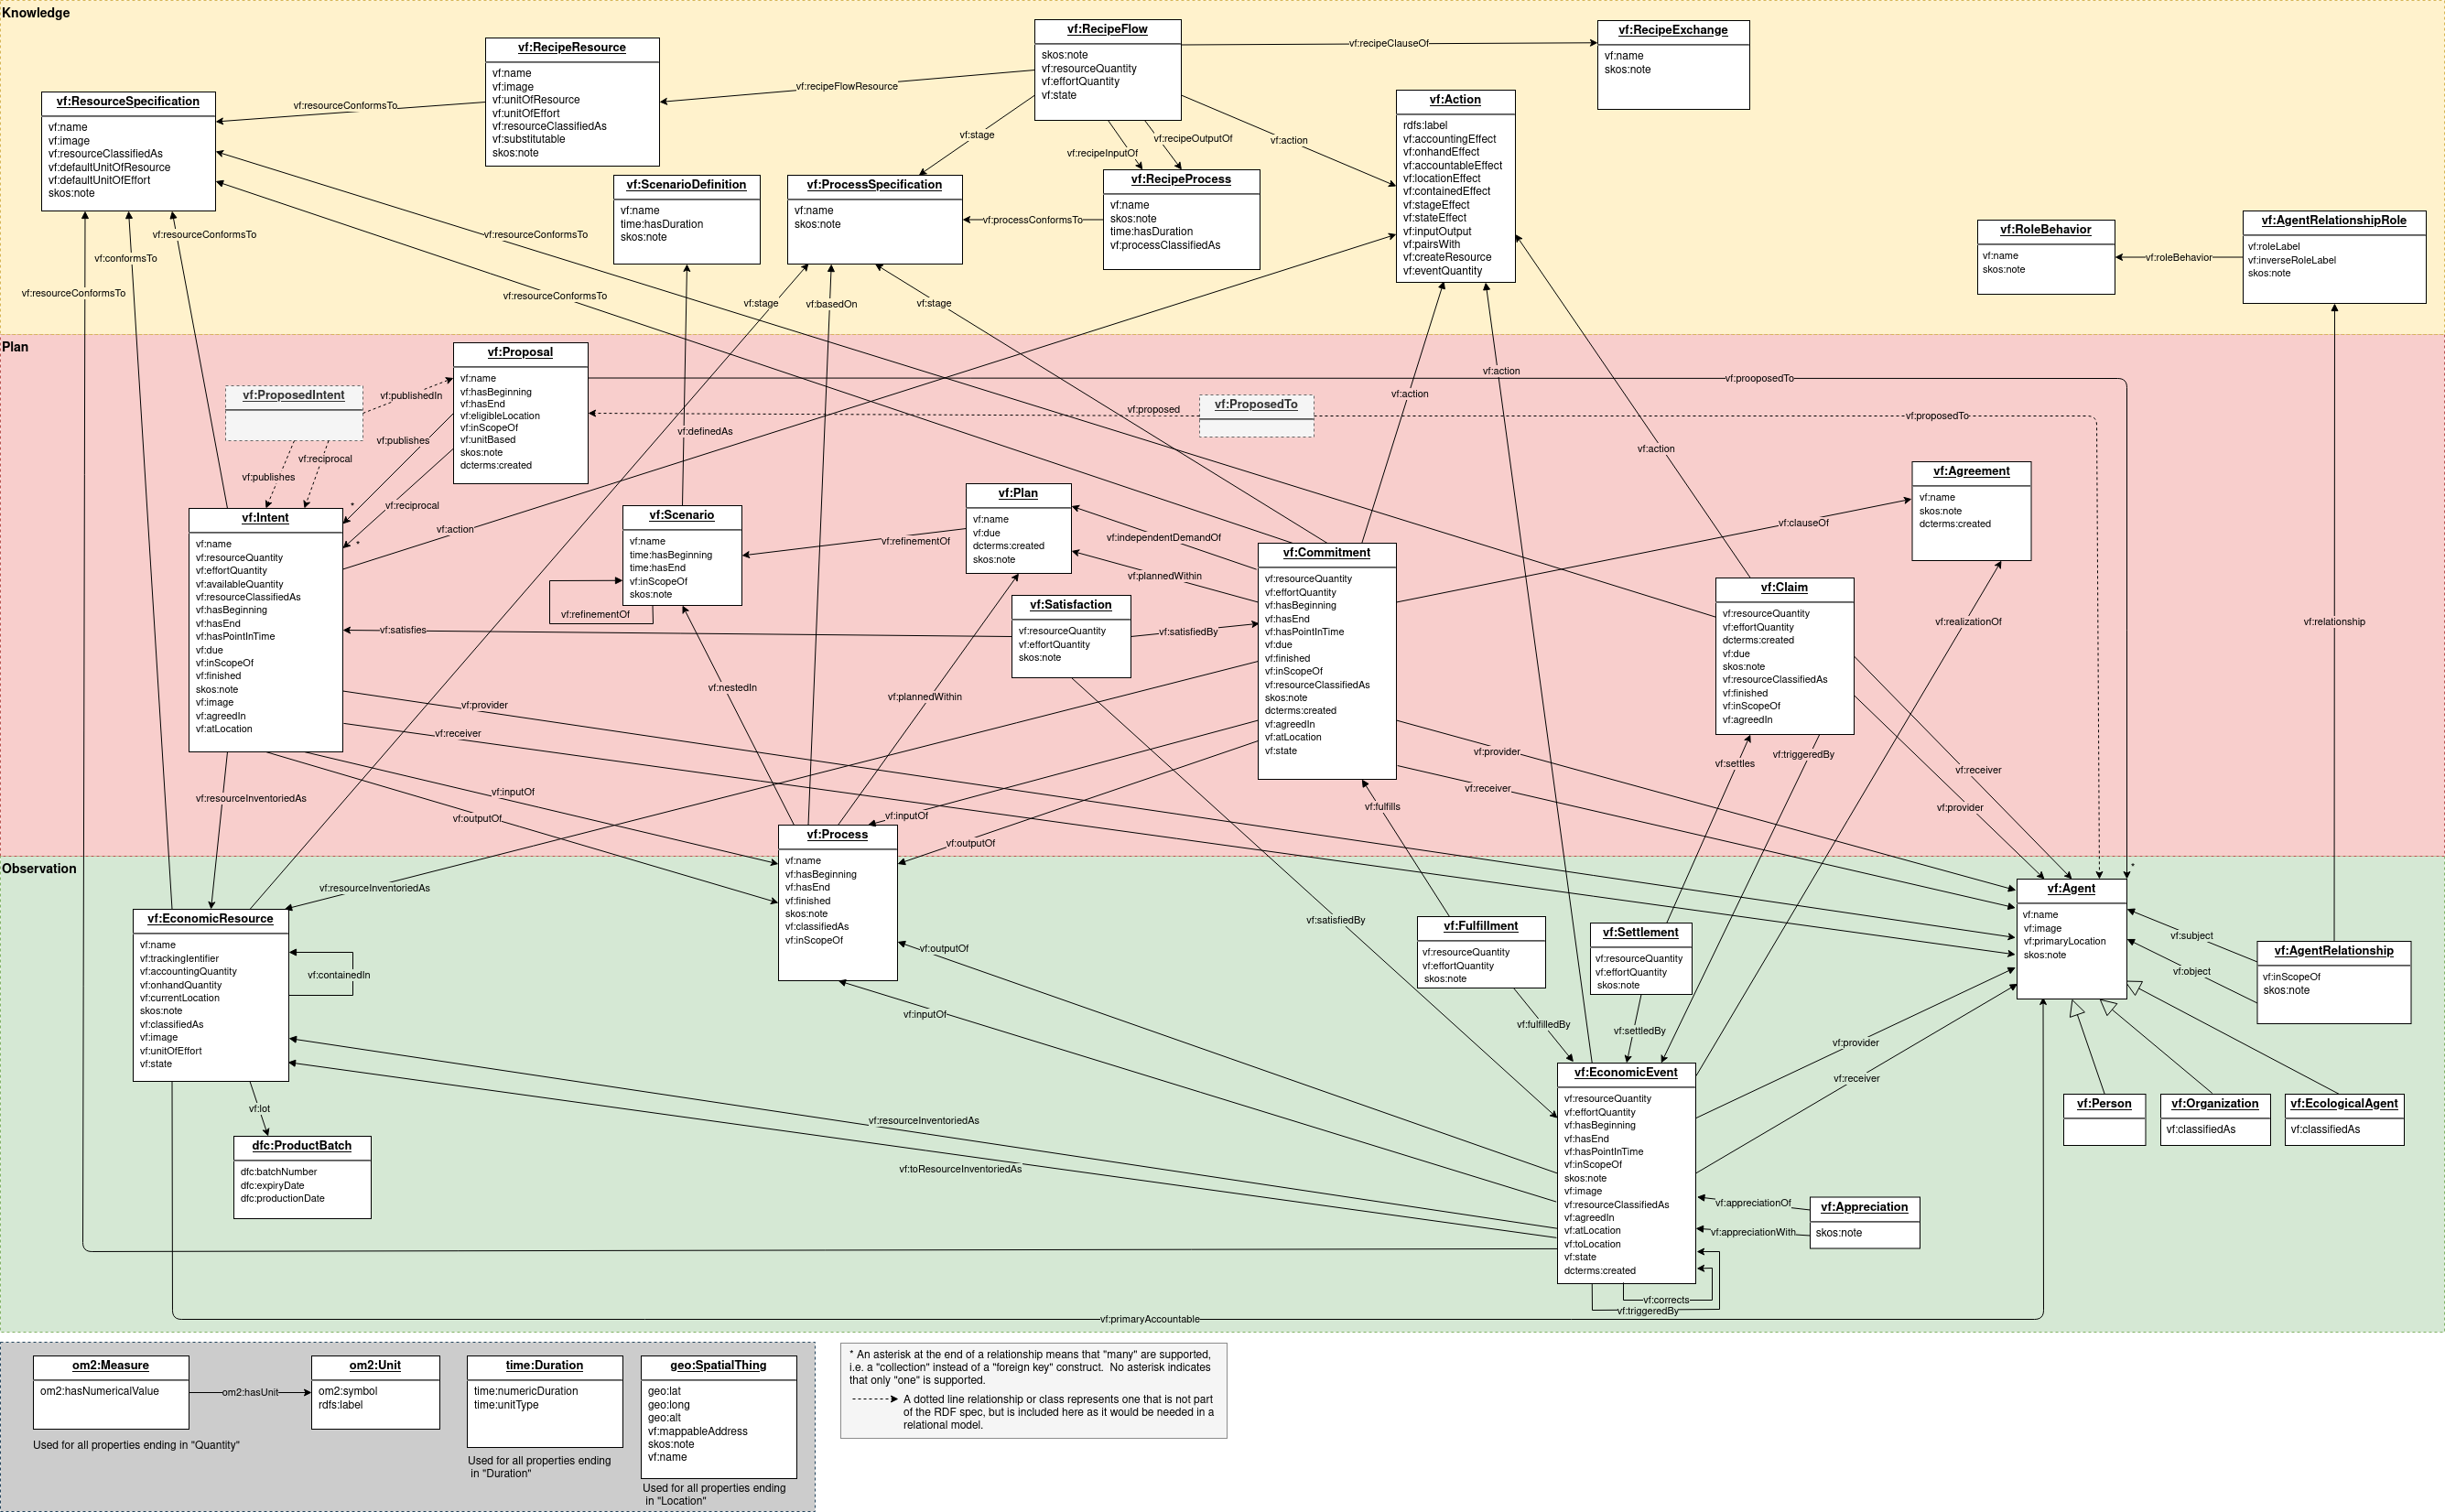 Knowledge
vf:RecipeFlow
skos:note
vf:resourceQuantity
vf:effortQuantity
vf:state
vf:recipeClauseOf
vf:RecipeExchange
vf:name
skos:note
vf:RecipeResource
vf:name
vf:image
vf:unitOfResource
vf:unitOfEffort
vf:resourceClassifiedAs
vf:substitutable
skos:note
vf:recipeFlowResource
vf:resourceConformsTo
vf:ResourceSpecification
vf:name
vf:image
vf:resourceClassifiedAs
vf:defaultUnitOfResource
vf:defaultUnitOfEffort
skos:note
vf:stage
vf:recipeInputOf
vf:recipeOutputOf
vf:action
vf:Action
rdfs:label
vf:accountingEffect
vf:onhandEffect
vf:accountableEffect
vf:locationEffect
vf:containedEffect
vf:stageEffect
vf:stateEffect
vf:inputOutput
vf:pairsWith
vf:createResource
vf:eventQuantity
vf:ScenarioDefinition
vf:name
time:hasDuration
skos:note
vf:ProcessSpecification
vf:name
skos:note
vf:processConformsTo
vf:RecipeProcess
vf:name
skos:note
time:hasDuration
vf:processClassifiedAs
vf:RoleBehavior
vf:name
skos:note
vf:roleBehavior
vf:AgentRelationshipRole
vf:roleLabel
vf:inverseRoleLabel
skos:note
vf:resourceConformsTo
vf:conformsTo
vf:resourceConformsTo
vf:resourceConformsTo
vf:resourceConformsTo
vf:stage
vf:basedOn
vf:stage
Plan
vf:ProposedIntent
vf:publishedIn
vf:publishes
vf:reciprocal
vf:Proposal
vf:name
vf:hasBeginning
vf:hasEnd
vf:eligibleLocation
vf:inScopeOf
vf:unitBased
skos:note
dcterms:created
vf:publishes
*
vf:reciprocal
*
vf:definedAs
vf:proposed
vf:ProposedTo
vf:action
vf:action
vf:prooposedTo
vf:proposedTo
vf:action
vf:Agreement
vf:name
skos:note
dcterms:created
vf:Intent
vf:name
vf:resourceQuantity
vf:effortQuantity
vf:availableQuantity
vf:resourceClassifiedAs
vf:hasBeginning
vf:hasEnd
vf:hasPointInTime
vf:due
vf:inScopeOf
vf:finished
skos:note
vf:image
vf:agreedIn
vf:atLocation
vf:action
vf:Scenario
vf:name
time:hasBeginning
time:hasEnd
vf:inScopeOf
skos:note
vf:refinementOf
vf:refinementOf
vf:Plan
vf:name
vf:due
dcterms:created
skos:note
vf:independentDemandOf
vf:plannedWithin
vf:Commitment
vf:resourceQuantity
vf:effortQuantity
vf:hasBeginning
vf:hasEnd
vf:hasPointInTime
vf:due
vf:finished
vf:inScopeOf
vf:resourceClassifiedAs
skos:note
dcterms:created
vf:agreedIn
vf:atLocation
vf:state
vf:clauseOf
vf:Claim
vf:resourceQuantity
vf:effortQuantity
dcterms:created
vf:due
skos:note
vf:resourceClassifiedAs
vf:finished
vf:inScopeOf
vf:agreedIn
vf:realizationOf
vf:relationship
vf:Satisfaction
vf:resourceQuantity
vf:effortQuantity
skos:note
vf:satisfies
vf:satisfiedBy
vf:nestedIn
vf:plannedWithin
vf:provider
vf:receiver
vf:resourceInventoriedAs
vf:inputOf
vf:outputOf
vf:provider
vf:receiver
vf:settles
vf:triggeredBy
vf:receiver
vf:provider
vf:fulfills
vf:inputOf
vf:outputOf
vf:Process
vf:name
vf:hasBeginning
vf:hasEnd
vf:finished
skos:note
vf:classifiedAs
vf:inScopeOf
Observation
vf:resourceInventoriedAs
vf:EconomicResource
vf:name
vf:trackingIdentifier
vf:accountingQuantity
vf:onhandQuantity
vf:currentLocation
skos:note
vf:classifiedAs
vf:image
vf:unitOfEffort
vf:state
vf:containedIn
vf:lot
dfc:ProductBatch
dfc:batchNumber
dfc:expiryDate
dfc:productionDate
vf:outputOf
vf:inputOf
vf:satisfiedBy
vf:Fulfillment
vf:resourceQuantity
vf:effortQuantity
skos:note
vf:fulfilledBy
vf:Settlement
vf:resourceQuantity
vf:effortQuantity
skos:note
vf:settledBy
*
vf:Agent
vf:name
vf:image
vf:primaryLocation
skos:note
vf:subject
vf:object
vf:AgentRelationship
vf:inScopeOf
skos:note
vf:provider
vf:receiver
vf:Person
vf:Organization
vf:classifiedAs
vf:EcologicalAgent
vf:classifiedAs
vf:EconomicEvent
vf:resourceQuantity
vf:effortQuantity
vf:hasBeginning
vf:hasEnd
vf:hasPointInTime
vf:inScopeOf
skos:note
vf:image
vf:resourceClassifiedAs
vf:agreedIn
vf:atLocation
vf:toLocation
vf:state
dcterms:created
vf:resourceInventoriedAs
vf:toResourceInventoriedAs
vf:appreciationOf
vf:appreciationWith
vf:Appreciation
skos:note
vf:corrects
vf:triggeredBy
vf:primaryAccountable
om2:Measure
om2:hasNumericalValue
om2:hasUnit
om2:Unit
om2:symbol
rdfs:label
Used for all properties ending in "Quantity"
time:Duration
time:numericDuration
time:unitType
Used for all properties ending
in "Duration"
geo:SpatialThing
geo:lat
geo:long
geo:alt
vf:mappableAddress
skos:note
vf:name
Used for all properties ending
in "Location"
* An asterisk at the end of a relationship means that "many" are supported,
i.e. a "collection" instead of a "foreign key" construct. No asterisk indicates
that only "one" is supported.
A dotted line relationship or class represents one that is not part
of the RDF spec, but is included here as it would be needed in a
relational model.